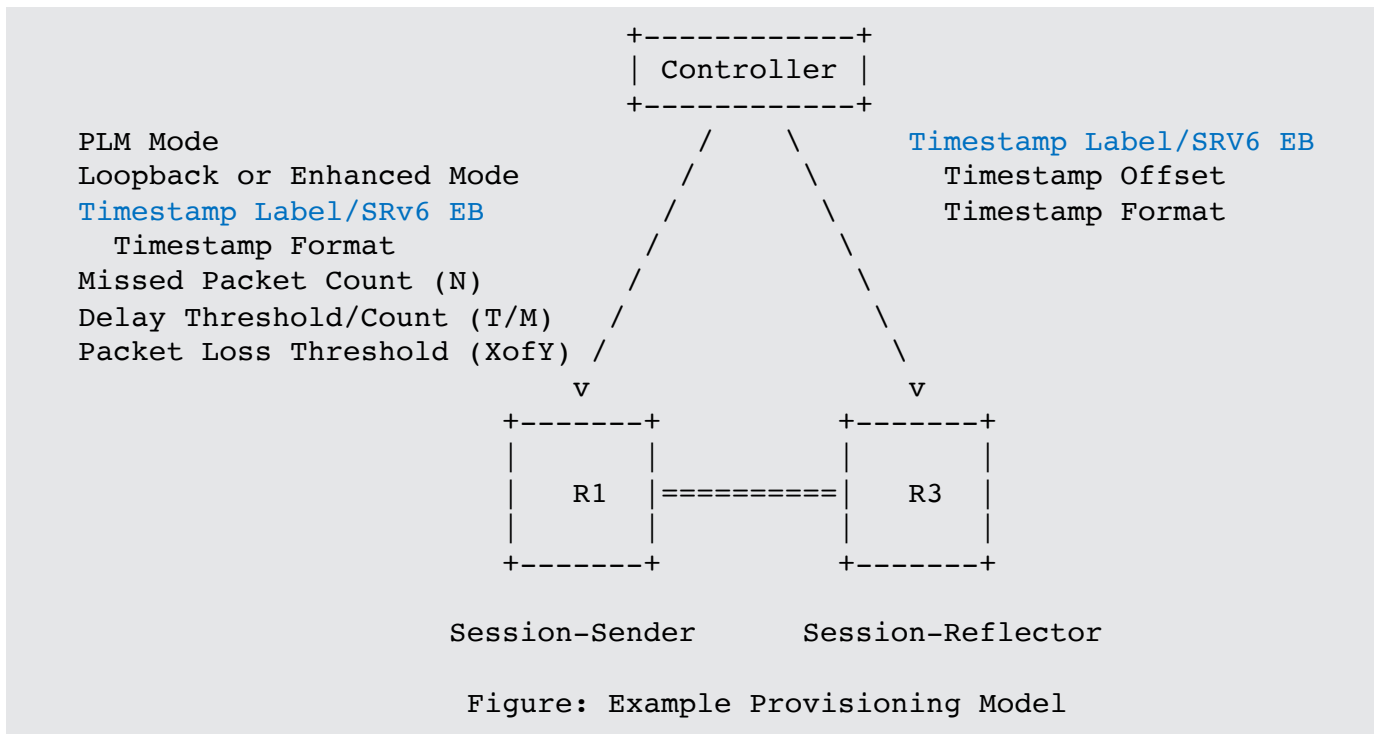 +------------+
| Controller |
+------------+
PLM Mode / \ Timestamp Label/SRV6 EB
Loopback or Enhanced Mode / \ Timestamp Offset
Timestamp Label/SRv6 EB / \ Timestamp Format
Timestamp Format / \
Missed Packet Count (N) / \
Delay Threshold/Count (T/M) / \
Packet Loss Threshold (XofY) / \
v v
+-------+ +-------+
| | | |
| R1 |==========| R3 |
| | | |
+-------+ +-------+
Session-Sender Session-Reflector
Figure: Example Provisioning Model